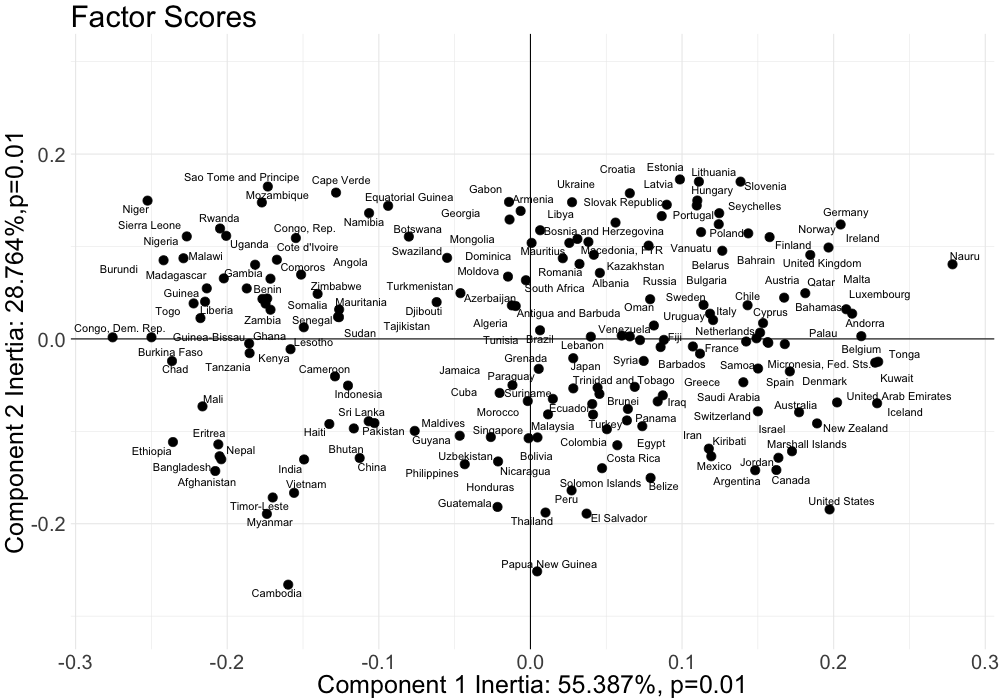 Factor Scores
Component 2 Inertia: 28.764%,p=0.01
0.2
0.0
-0.2
Croatia
Estonia
Latvia
Lithuania
Sao Tome and Principe
Cape Verde
Gabon
Ukraine
Hungary
Slovenia
Mozambique
Equatorial Guinea
Armenia
Slovak Republic
Seychelles
Niger
Namibia
Georgia
Libya
Portugal
Germany
Rwanda
Sierra Leone
Congo, Rep.
Botswana
Bosnia and Herzegovina
Poland
Norway
Nigeria
Uganda
Cote d'Ivoire
Mongolia
Finland
Ireland
Malawi
Angola
Swaziland
Dominica
Mauritius
Macedonia, FYR
Vanuatu
Bahrain
United Kingdom
Nauru
Burundi
Madagascar
Gambia
Comoros
Moldova
Romania
Kazakhstan
Belarus
Benin
Zimbabwe
Turkmenistan
South Africa
Albania
Russia
Bulgaria
Austria
Qatar
Malta
Guinea
Somalia
Mauritania
Azerbaijan
Oman
Sweden
Chile
Luxembourg
Togo
Liberia
Zambia
Senegal
Djibouti
Antigua and Barbuda
Uruguay
Italy
Cyprus
Bahamas
Congo, Dem. Rep.
Guinea-Bissau
Ghana
Lesotho
Sudan
Tajikistan
Algeria
Tunisia
Brazil
Venezuela
Fiji
Netherlands
Palau
Andorra
Burkina Faso
Chad
Tanzania
Kenya
Grenada
Lebanon
Syria
Barbados
France
Samoa
Micronesia, Fed. Sts.
Belgium
Tonga
Cameroon
Jamaica
Paraguay
Japan
Trinidad and Tobago
Greece
Spain
Denmark
Kuwait
Indonesia
Cuba
Suriname
Brunei
Iraq
Saudi Arabia
United Arab Emirates
Mali
Sri Lanka
Morocco
Ecuador
Panama
Switzerland
Australia
Iceland
Haiti
Pakistan
Maldives
Singapore
Malaysia
Turkey
Israel
New Zealand
Eritrea
Guyana
Colombia
Egypt
Iran
Kiribati
Marshall Islands
Ethiopia
Nepal
Bhutan
Uzbekistan
Bolivia
Costa Rica
Mexico
Jordan
Bangladesh
India
China
Philippines
Nicaragua
Argentina
Canada
Afghanistan
Vietnam
Honduras
Solomon Islands
Belize
Timor-Leste
Guatemala
Peru
United States
Myanmar
Thailand
El Salvador
Papua New Guinea
Cambodia
-0.3
-0.2
-0.1
0.0
0.1
0.2
0.3
Component 1 Inertia: 55.387%, p=0.01